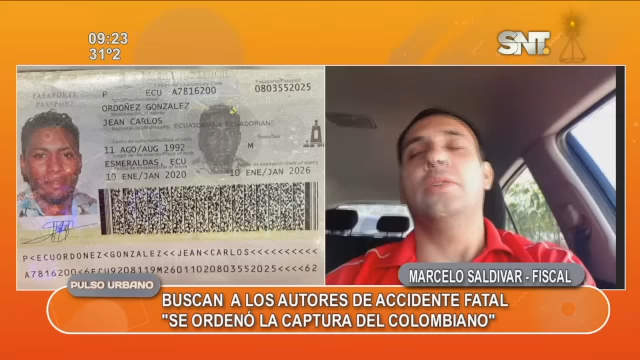 09:23
31°2
SNT.
PASAPORTE
PASSPORT
P ECU A7816200
0803552025
ORDOÑEZ GONZALEZ
JEAN CARLOS
ECUATORIANA/ECUADORIAN
11 AGO/AUG 1992
M
ESMERALDAS, ECU
10 ENE/JAN 2020
10 ENE/JAN 2026
P<ECUORDONEZ<GONZALEZ<<JEAN<CARLOS<<<<<<<<<
A7816200<6ECU9208119M26011020803552025<<<<62
MARCELO SALDIVAR - FISCAL
PULSO URBANO
BUSCAN A LOS AUTORES DE ACCIDENTE FATAL
"SE ORDENÓ LA CAPTURA DEL COLOMBIANO"